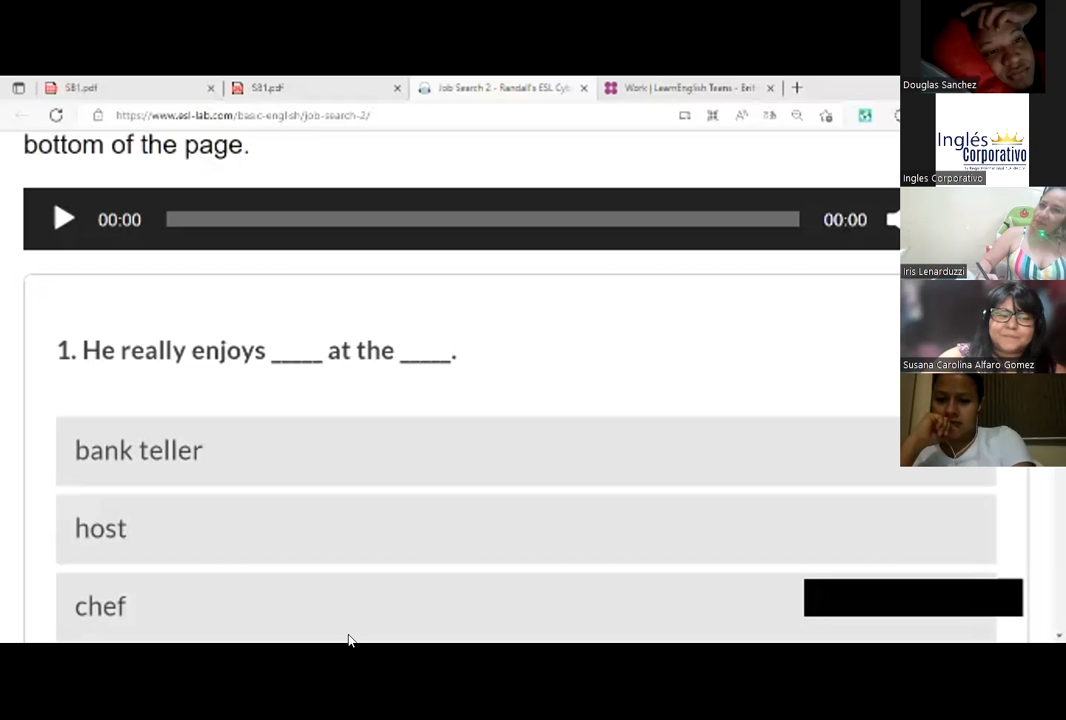 SB1.pdf
SB1.pdf
Job Search 2 - Randall's ESL Cyb
Work | LearnEnglish Teens - Brit
https://www.esl-lab.com/basic-english/job-search-2/
bottom of the page.
00:00
00:00
1. He really enjoys _____ at the _____.
bank teller
host
chef
Douglas Sanchez
Inglés
Corporativo
Ingles Corporativo
Iris Lenarduzzi
Susana Carolina Alfaro Gomez